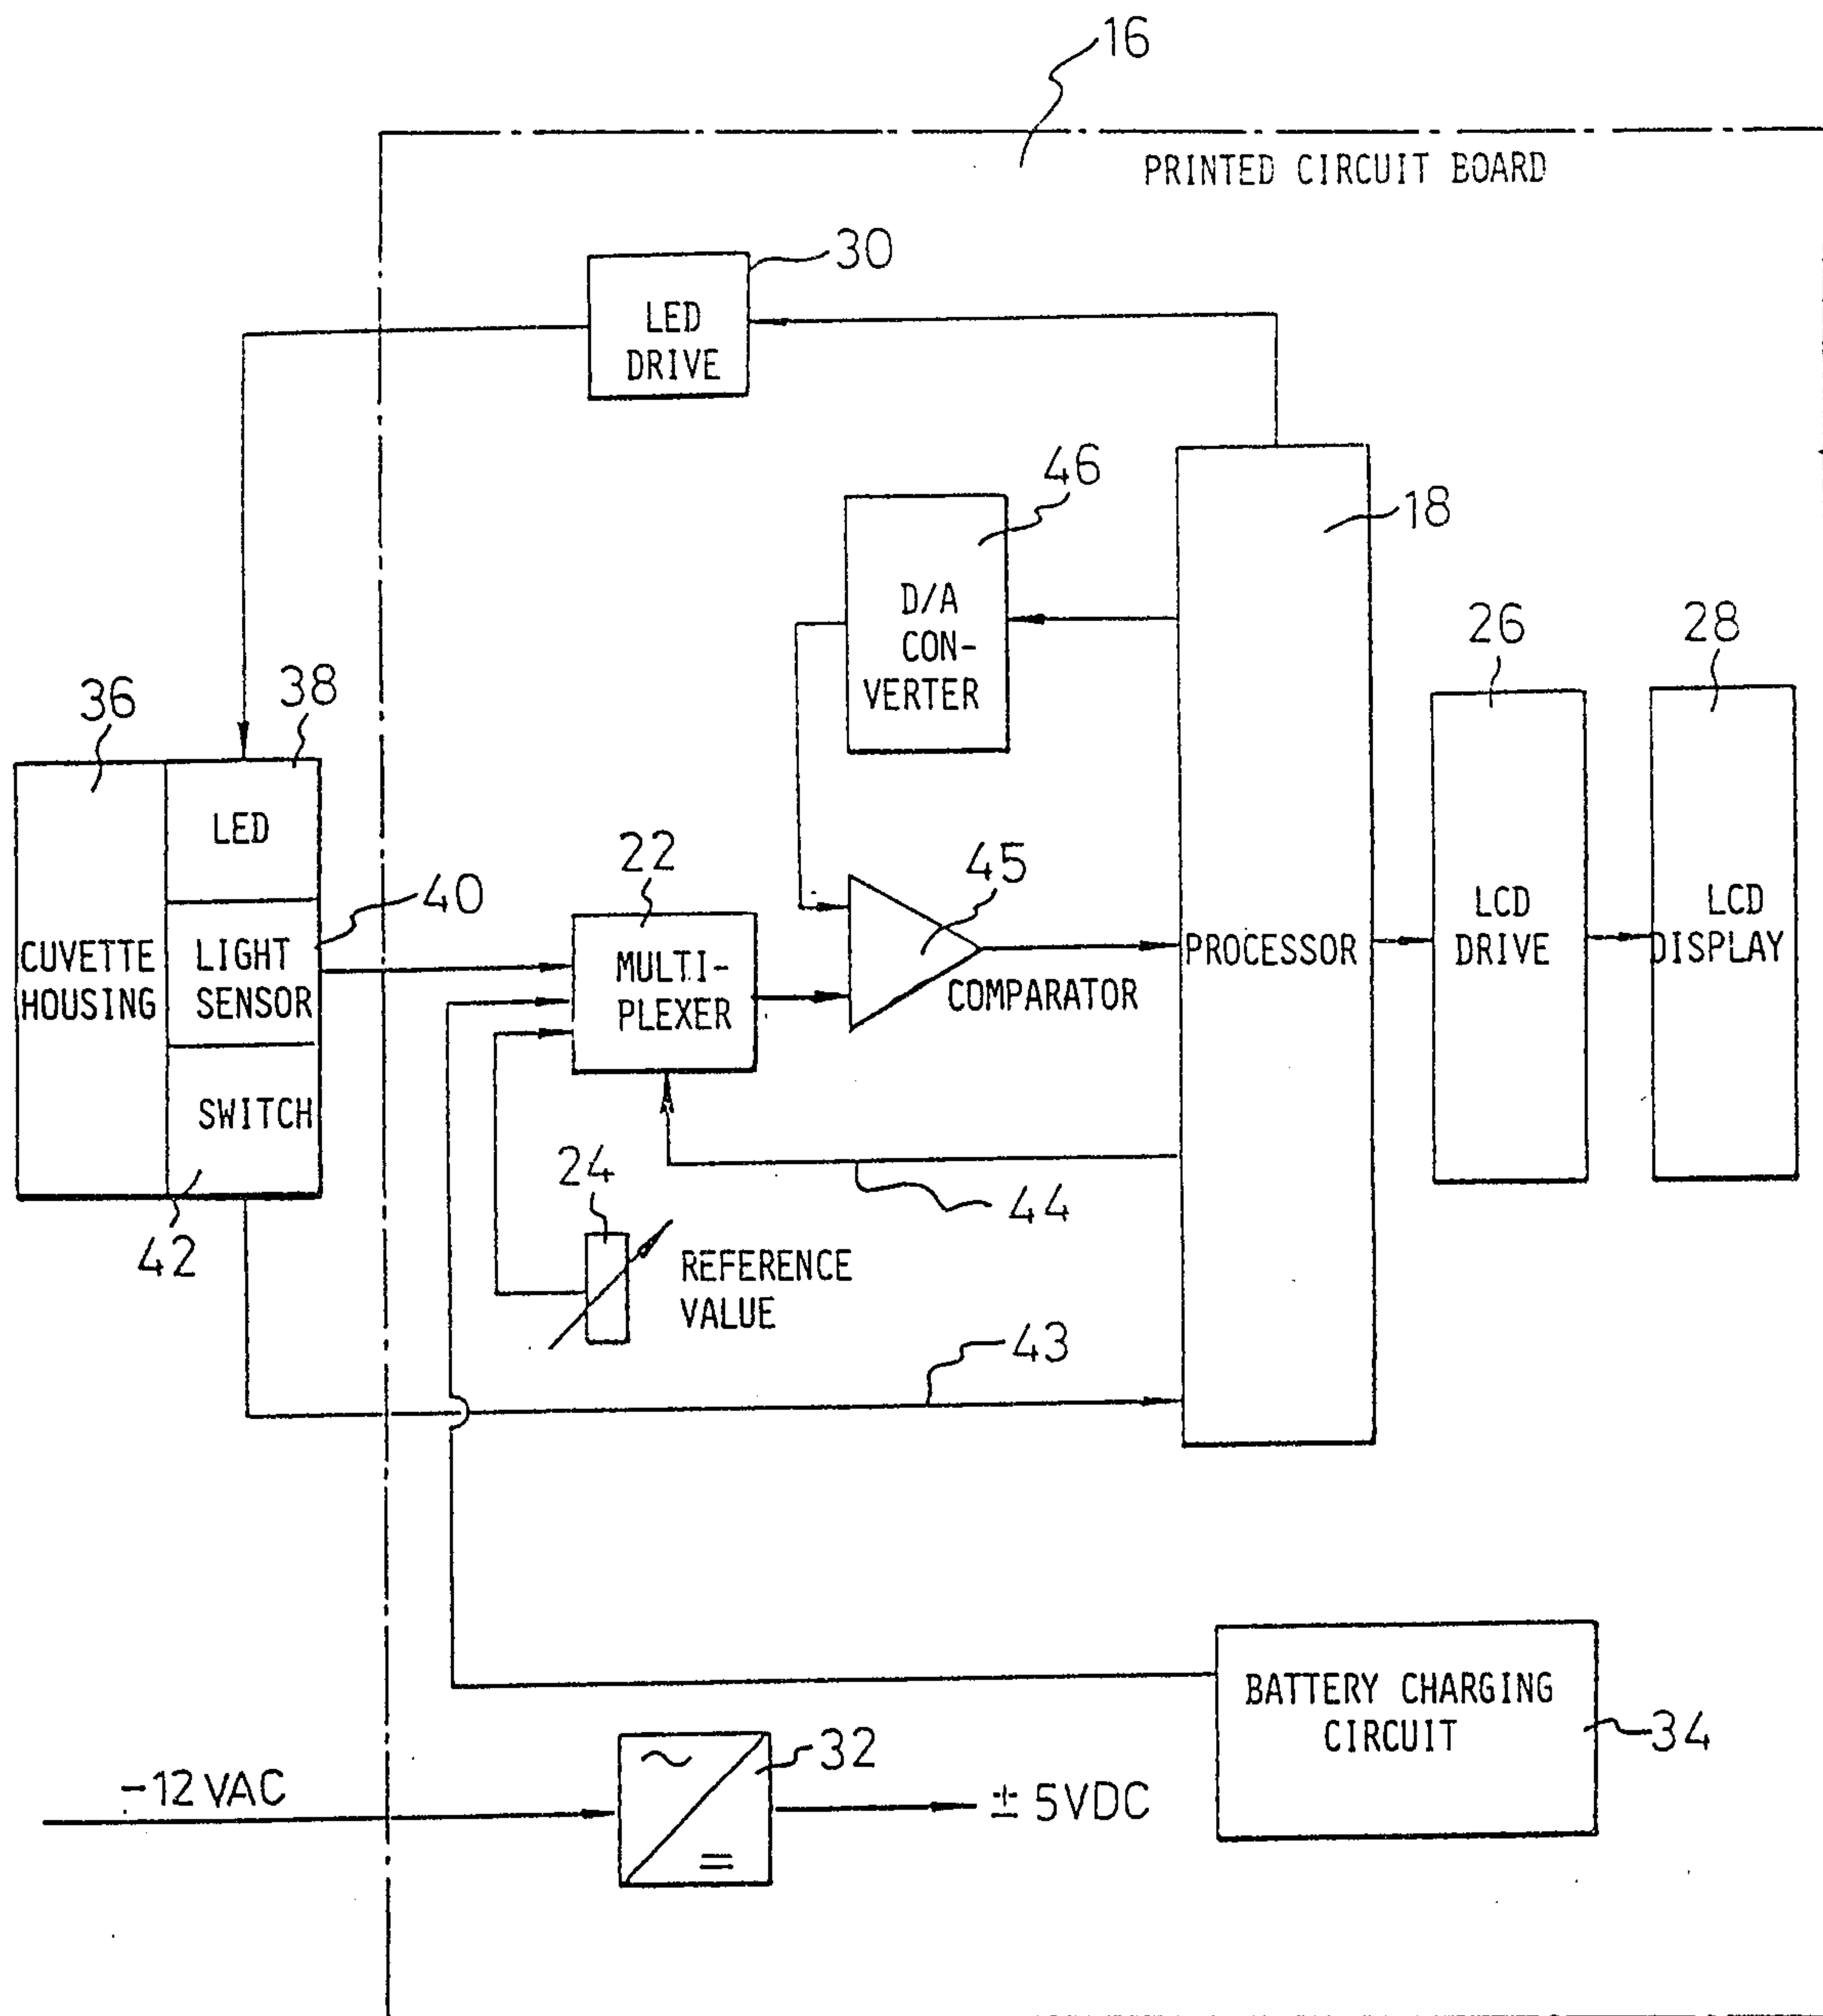 16
PRINTED CIRCUIT BOARD
30
LED
DRIVE
46
18
D/A
CON-
VERTER
26
28
36
38
LED
22
45
40
CUVETTE
HOUSING
LIGHT
SENSOR
MULTI-
PLEXER
COMPARATOR
PROCESSOR
LCD
DRIVE
LCD
DISPLAY
SWITCH
42
24
44
REFERENCE
VALUE
43
BATTERY CHARGING
CIRCUIT
34
32
-12VAC
± 5VDC